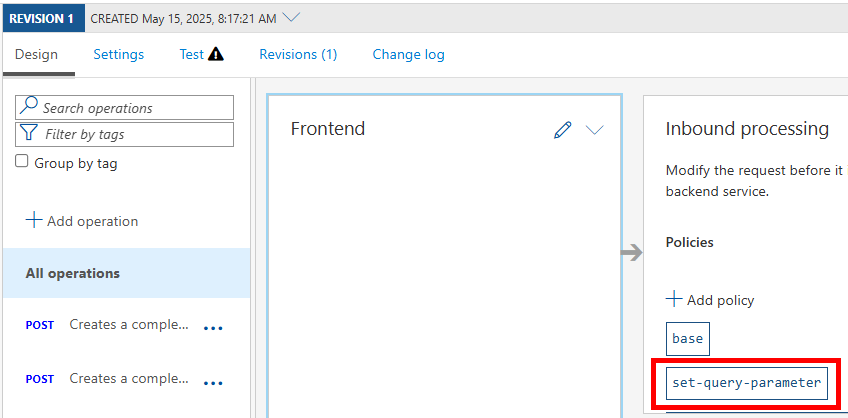 REVISION 1 CREATED May 15, 2025, 8:17:21 AM
Design Settings Test Revisions (1) Change log
Search operations
Filter by tags
Group by tag
Add operation
All operations
POST Creates a comple... ...
POST Creates a comple... ...
Frontend
Inbound processing
Modify the request before it
backend service.
Policies
Add policy
base
set-query-parameter